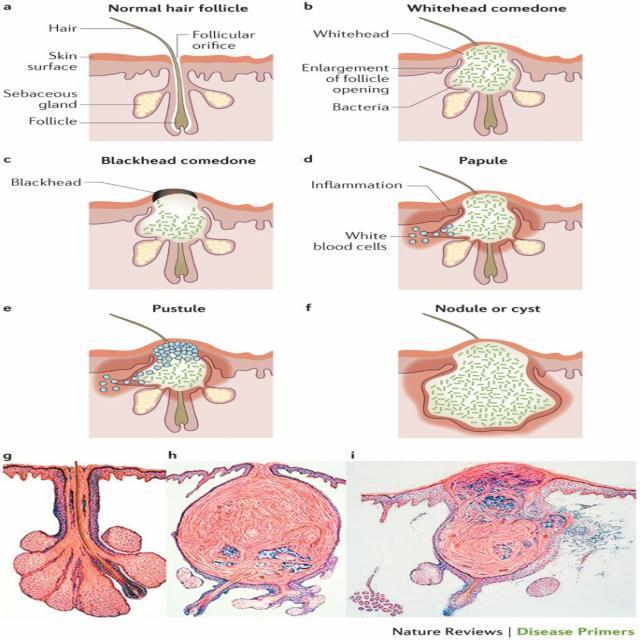 a Normal hair follicle
Hair
Follicular
orifice
Skin
surface
Sebaceous
gland
Follicle
b Whitehead comedone
Whitehead
Enlargement
of follicle
opening
Bacteria
c Blackhead comedone
Blackhead
d Papule
Inflammation
White
blood cells
e Pustule
f Nodule or cyst
g h i
Nature Reviews | Disease Primers